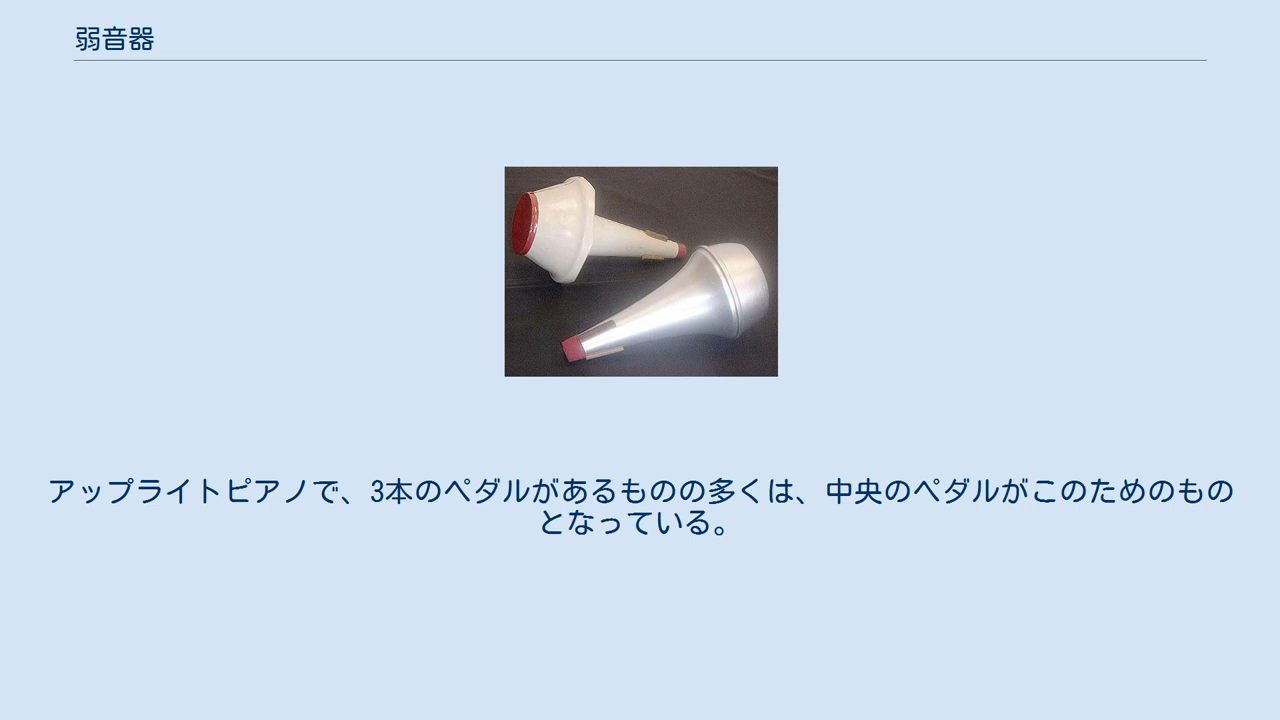 弱音器
アップライトピアノで、3本のペダルがあるものの多くは、中央のペダルがこのためのもの
となっている。